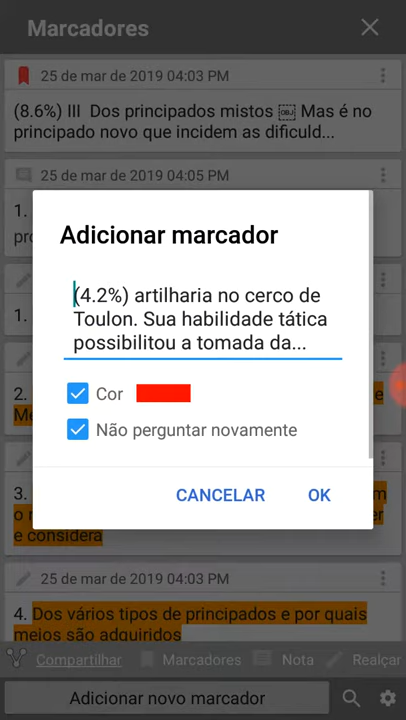 Marcadores
25 de mar de 2019 04:03 PM
(8.6%) III Dos principados mistos OBJ Mas é no
principado novo que incidem as dificuld...
25 de mar de 2019 04:05 PM
1.
Adicionar marcador
(4.2%) artilharia no cerco de
Toulon. Sua habilidade tática
possibilitou a tomada da...
Cor
Não perguntar novamente
CANCELAR OK
1.
2.
3.
o
e considera
25 de mar de 2019 04:03 PM
4. Dos vários tipos de principados e por quais
meios são adquiridos
Compartilhar Marcadores Nota Realçar
Adicionar novo marcador